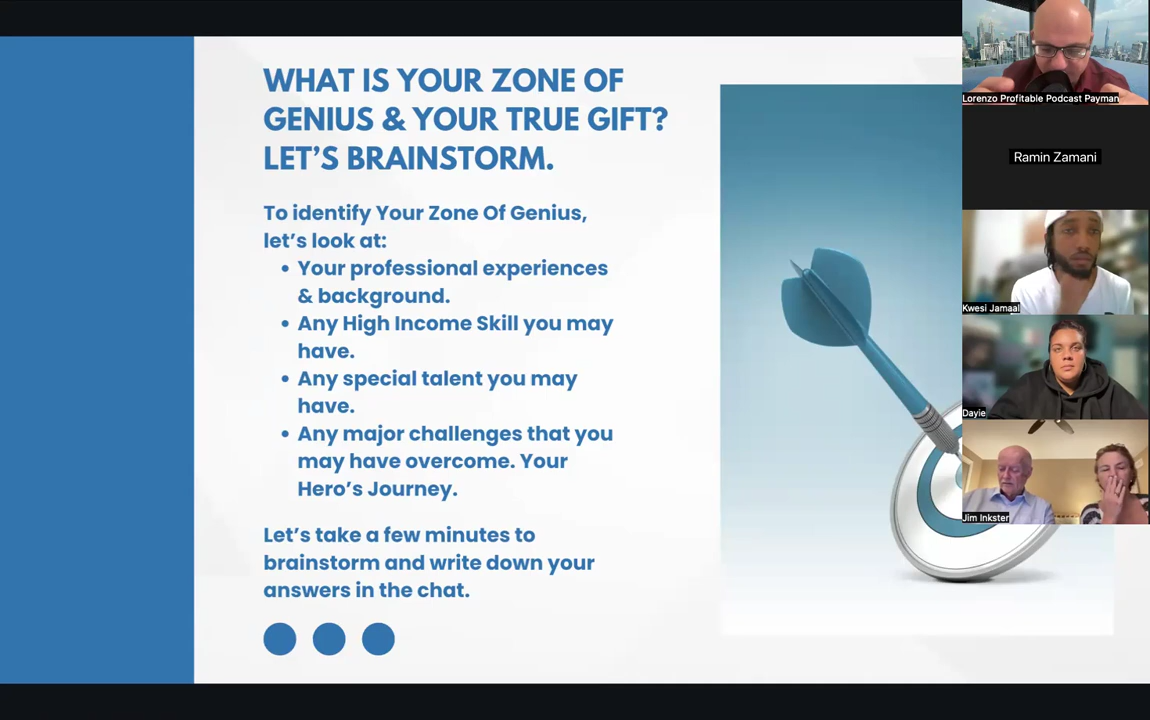 WHAT IS YOUR ZONE OF
GENIUS & YOUR TRUE GIFT?
LET’S BRAINSTORM.
To identify Your Zone Of Genius,
let’s look at:
• Your professional experiences
& background.
• Any High Income Skill you may
have.
• Any special talent you may
have.
• Any major challenges that you
may have overcome. Your
Hero’s Journey.
Let’s take a few minutes to
brainstorm and write down your
answers in the chat.
Lorenzo Profitable Podcast Payman
Ramin Zamani
Kwesi Jamaal
Dayie
Jim Inkster